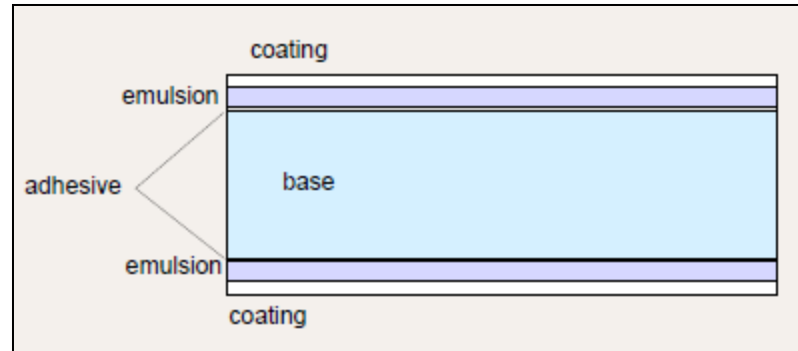 coating
emulsion
adhesive
base
emulsion
coating